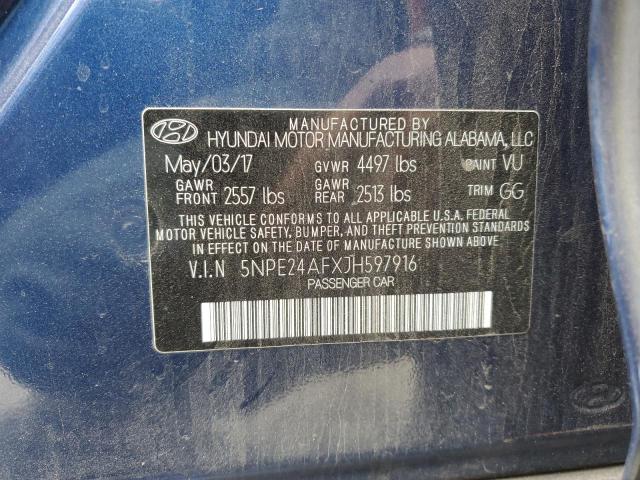 MANUFACTURED BY
HYUNDAI MOTOR MANUFACTURING ALABAMA, LLC
May/03/17 GVWR 4497 lbs PAINT VU
GAWR FRONT 2557 lbs GAWR REAR 2513 lbs TRIM GG
THIS VEHICLE CONFORMS TO ALL APPLICABLE U.S.A. FEDERAL
MOTOR VEHICLE SAFETY, BUMPER, AND THEFT PREVENTION STANDARDS
IN EFFECT ON THE DATE OF MANUFACTURE SHOWN ABOVE.
V.I.N 5NPE24AFXJH597916
PASSENGER CAR